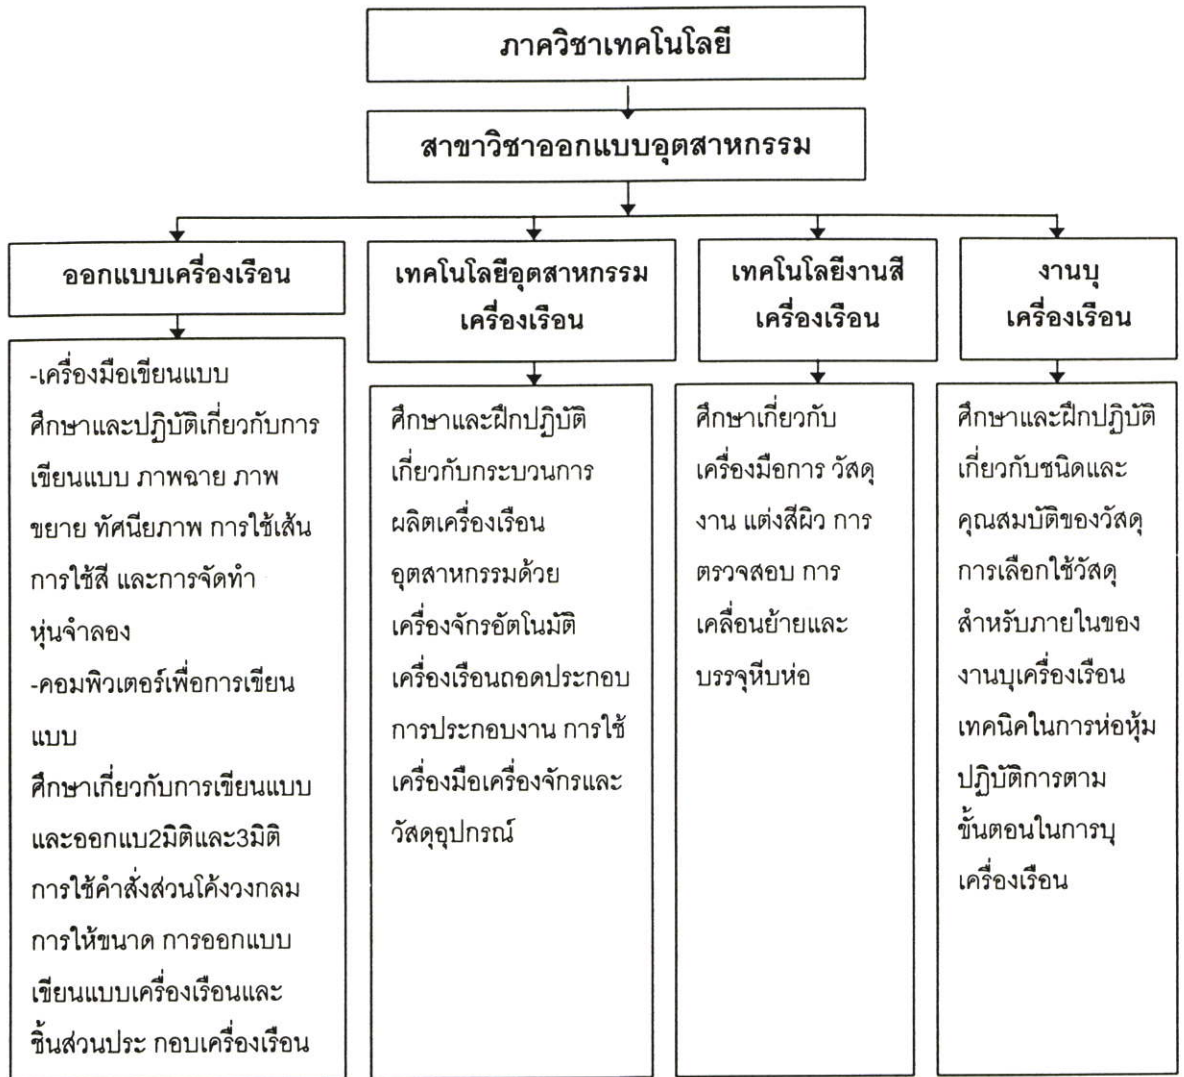 ภาควิชาเทคโนโลยี
สาขาวิชาออกแบบอุตสาหกรรม
ออกแบบเครื่องเรือน
-เครื่องมือเขียนแบบ
ศึกษาและปฏิบัติเกี่ยวกับการ
เขียนแบบ ภาพฉาย ภาพ
ขยาย ทัศนียภาพ การใช้เส้น
การใช้สี และการจัดทำ
หุ่นจำลอง
-คอมพิวเตอร์เพื่อการเขียน
แบบ
ศึกษาเกี่ยวกับการเขียนแบบ
และออกแบ2มิติและ3มิติ
การใช้คำสั่งส่วนโค้งวงกลม
การให้ขนาด การออกแบบ
เขียนแบบเครื่องเรือนและ
ชิ้นส่วนประ กอบเครื่องเรือน
เทคโนโลยีอุตสาหกรรม
เครื่องเรือน
ศึกษาและฝึกปฏิบัติ
เกี่ยวกับกระบวนการ
ผลิตเครื่องเรือน
อุตสาหกรรมด้วย
เครื่องจักรอัตโนมัติ
เครื่องเรือนถอดประกอบ
การประกอบงาน การใช้
เครื่องมือเครื่องจักรและ
วัสดุอุปกรณ์
เทคโนโลยีงานสี
เครื่องเรือน
ศึกษาเกี่ยวกับ
เครื่องมือการ วัสดุ
งาน แต่งสีผิว การ
ตรวจสอบ การ
เคลื่อนย้ายและ
บรรจุหีบห่อ
งานบุ
เครื่องเรือน
ศึกษาและฝึกปฏิบัติ
เกี่ยวกับชนิดและ
คุณสมบัติของวัสดุ
การเลือกใช้วัสดุ
สำหรับภายในของ
งานบุเครื่องเรือน
เทคนิคในการห่อหุ้ม
ปฏิบัติการตาม
ขั้นตอนในการบุ
เครื่องเรือน